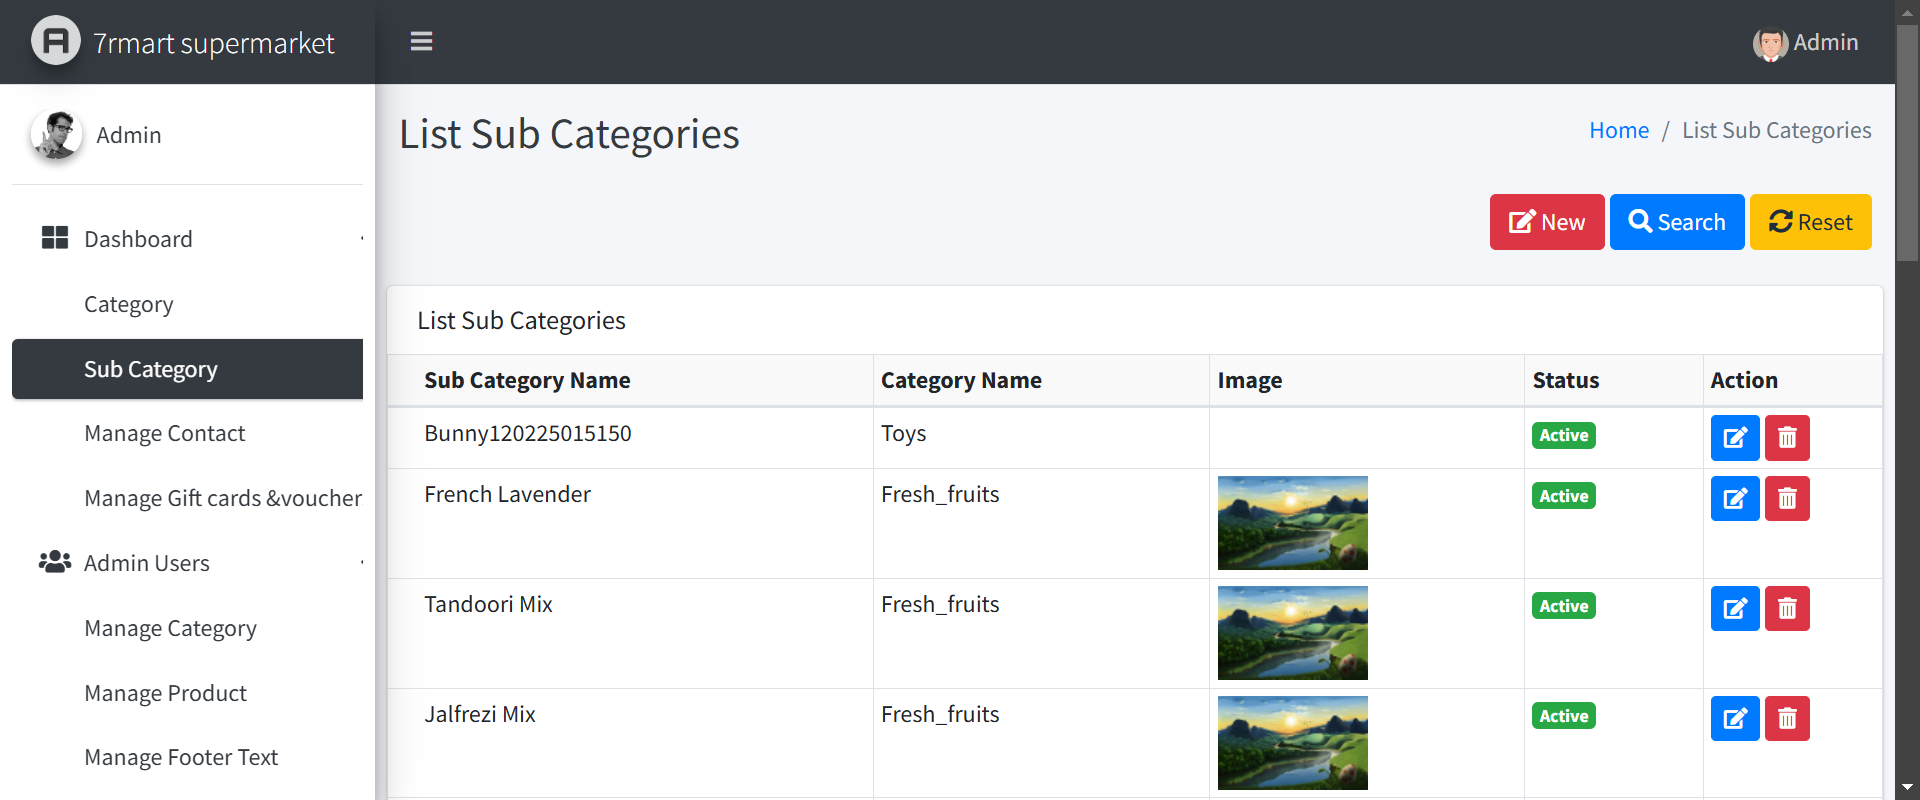 7rmart supermarket
Admin
Admin
Dashboard
Category
Sub Category
Manage Contact
Manage Gift cards &voucher
Admin Users
Manage Category
Manage Product
Manage Footer Text
List Sub Categories
Home / List Sub Categories
New Search Reset
List Sub Categories
Sub Category Name Category Name Image Status Action
Bunny120225015150 Toys Active
French Lavender Fresh_fruits Active
Tandoori Mix Fresh_fruits Active
Jalfrezi Mix Fresh_fruits Active